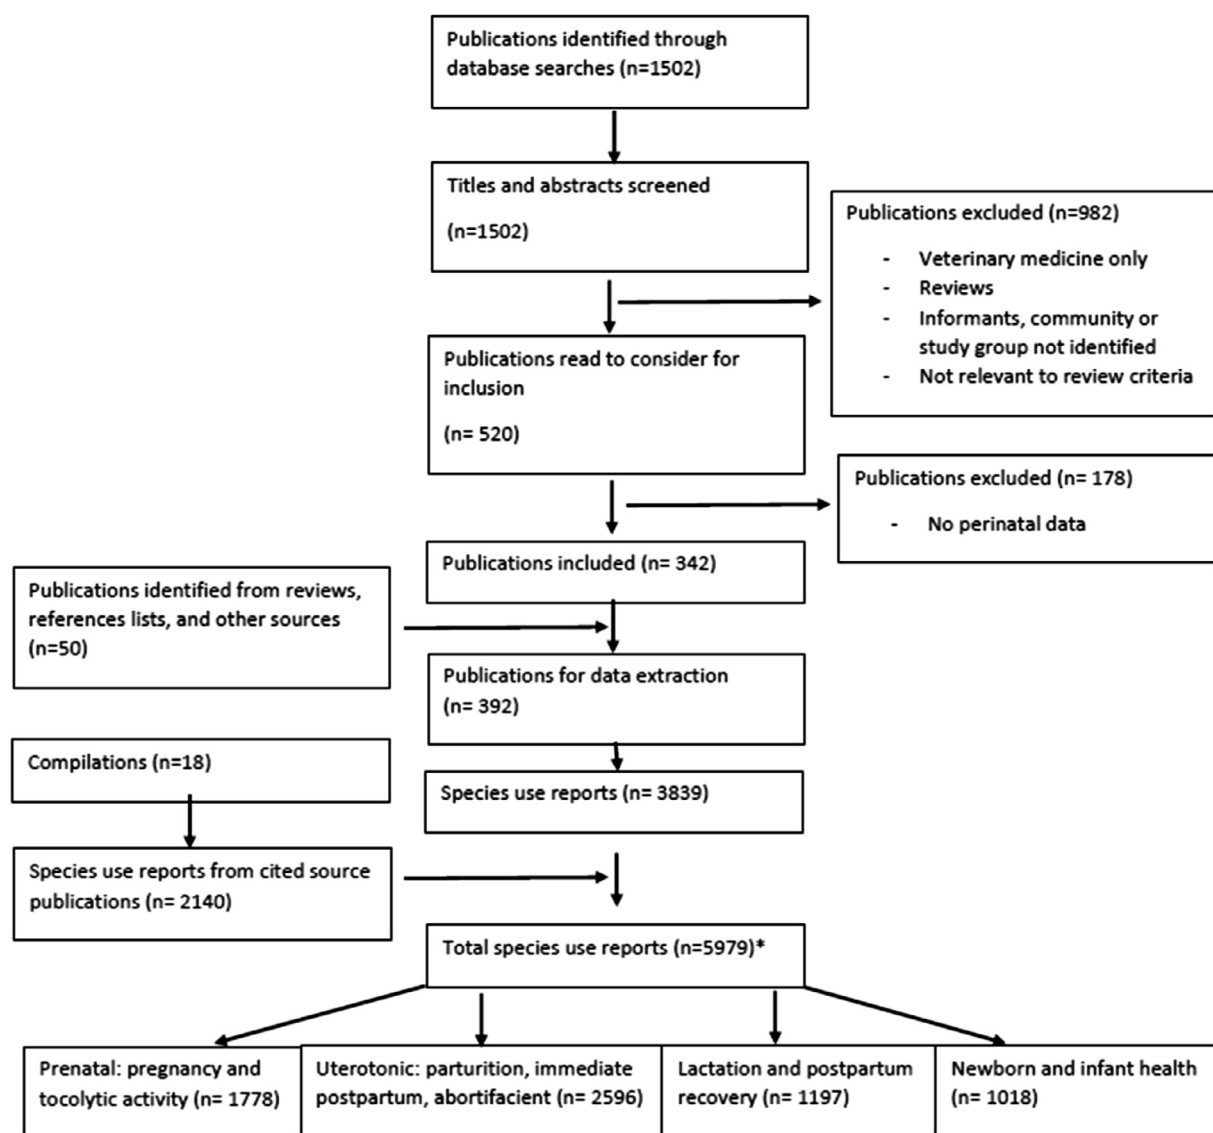 Publications identified through
database searches (n=1502)
Titles and abstracts screened
(n=1502)
Publications excluded (n=982)
- Veterinary medicine only
- Reviews
- Informants, community or
study group not identified
- Not relevant to review criteria
Publications read to consider for
inclusion
(n= 520)
Publications excluded (n= 178)
- No perinatal data
Publications included (n= 342)
Publications identified from reviews,
references lists, and other sources
(n=50)
Publications for data extraction
(n= 392)
Compilations (n=18)
Species use reports (n= 3839)
Species use reports from cited source
publications (n= 2140)
Total species use reports (n=5979)*
Prenatal: pregnancy and
tocolytic activity (n= 1778)
Uterotonic: parturition, immediate
postpartum, abortifacient (n= 2596)
Lactation and postpartum
recovery (n= 1197)
Newborn and infant health
(n= 1018)